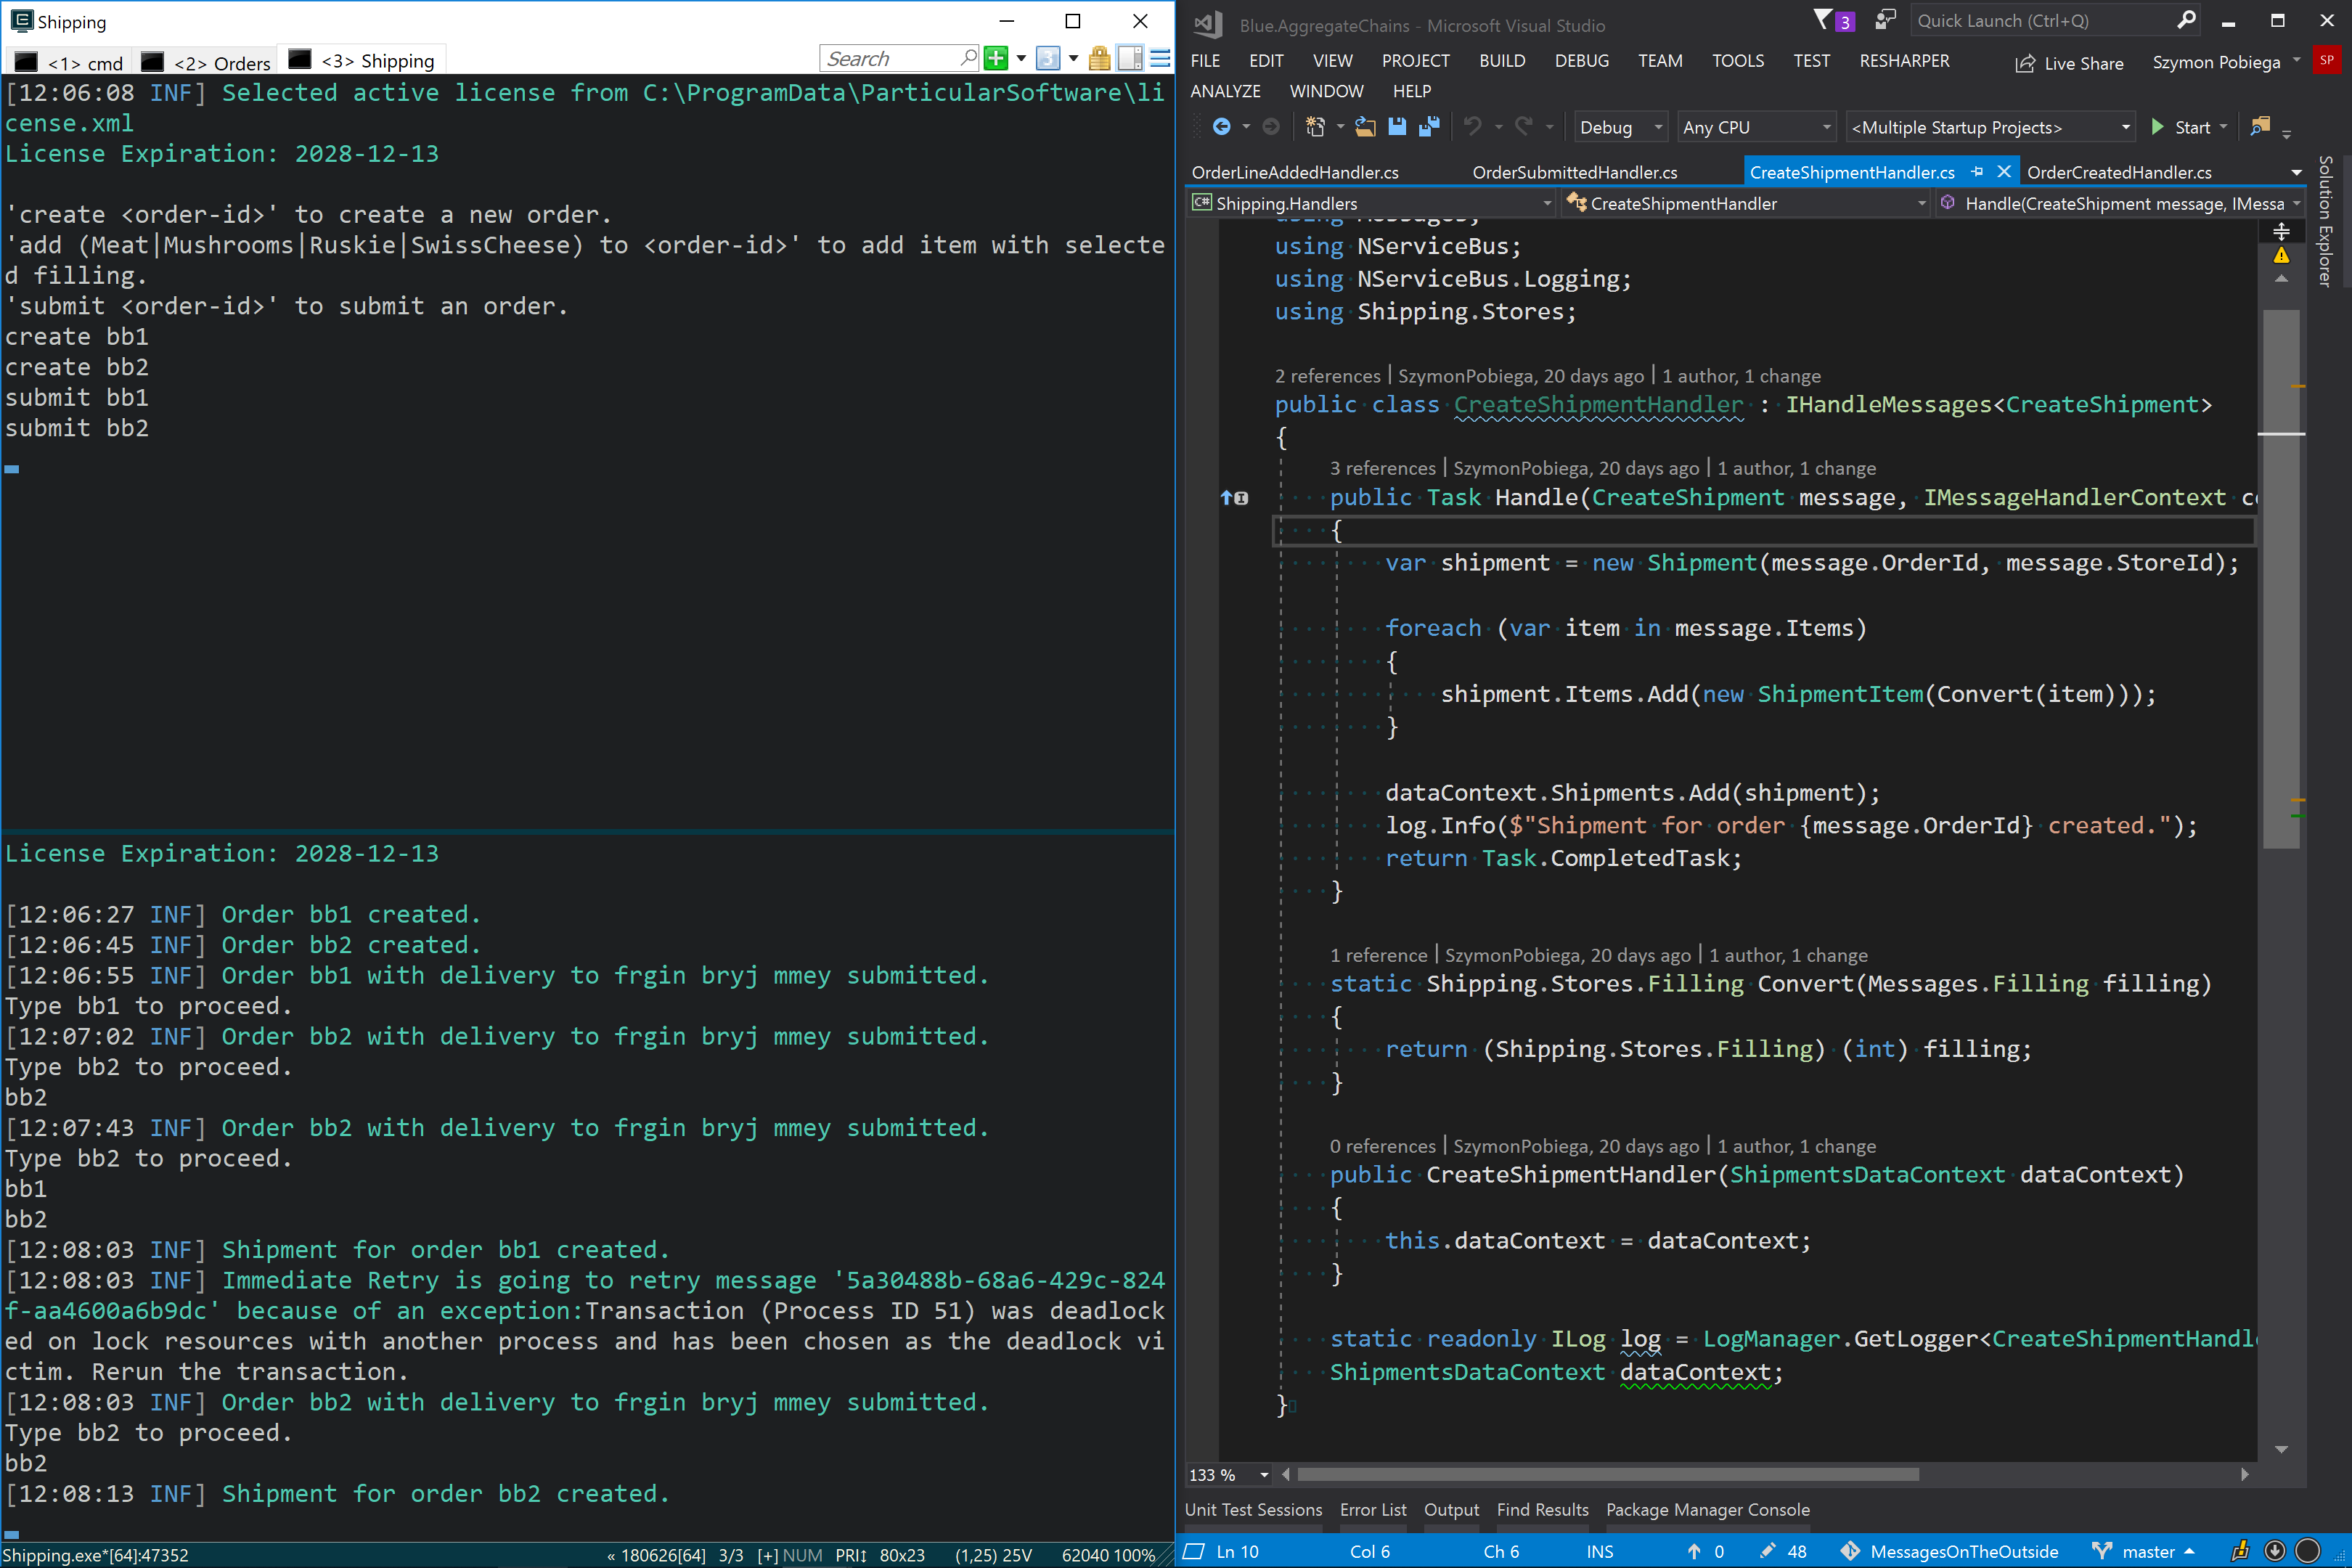 Shipping
<1> cmd
<2> Orders
<3> Shipping
Search
[12:06:08 INF] Selected active license from C:\ProgramData\ParticularSoftware\li
cense.xml
License Expiration: 2028-12-13
'create <order-id>' to create a new order.
'add (Meat|Mushrooms|Ruskie|SwissCheese) to <order-id>' to add item with selecte
d filling.
'submit <order-id>' to submit an order.
create bb1
create bb2
submit bb1
submit bb2
License Expiration: 2028-12-13
[12:06:27 INF] Order bb1 created.
[12:06:45 INF] Order bb2 created.
[12:06:55 INF] Order bb1 with delivery to frgin bryj mmey submitted.
Type bb1 to proceed.
[12:07:02 INF] Order bb2 with delivery to frgin bryj mmey submitted.
Type bb2 to proceed.
bb2
[12:07:43 INF] Order bb2 with delivery to frgin bryj mmey submitted.
Type bb2 to proceed.
bb1
bb2
[12:08:03 INF] Shipment for order bb1 created.
[12:08:03 INF] Immediate Retry is going to retry message '5a30488b-68a6-429c-824
f-aa4600a6b9dc' because of an exception:Transaction (Process ID 51) was deadlock
ed on lock resources with another process and has been chosen as the deadlock vi
ctim. Rerun the transaction.
[12:08:03 INF] Order bb2 with delivery to frgin bryj mmey submitted.
Type bb2 to proceed.
bb2
[12:08:13 INF] Shipment for order bb2 created.
Shipping.exe*[64]:47352
« 180626[64] 3/3 [+] NUM PRI↕ 80x23 (1,25) 25V 62040 100%
Blue.AggregateChains - Microsoft Visual Studio
3
Quick Launch (Ctrl+Q)
FILE EDIT VIEW PROJECT BUILD DEBUG TEAM TOOLS TEST RESHARPER
Live Share
Szymon Pobiega
SP
ANALYZE WINDOW HELP
Debug
Any CPU
<Multiple Startup Projects>
Start
OrderLineAddedHandler.cs
OrderSubmittedHandler.cs
CreateShipmentHandler.cs
OrderCreatedHandler.cs
Solution Explorer
C# Shipping.Handlers
CreateShipmentHandler
Handle(CreateShipment message, IMessa
using Messages;
using NServiceBus;
using NServiceBus.Logging;
using Shipping.Stores;
2 references | SzymonPobiega, 20 days ago | 1 author, 1 change
public class CreateShipmentHandler : IHandleMessages<CreateShipment>
{
3 references | SzymonPobiega, 20 days ago | 1 author, 1 change
public Task Handle(CreateShipment message, IMessageHandlerContext c
{
var shipment = new Shipment(message.OrderId, message.StoreId);
foreach (var item in message.Items)
{
shipment.Items.Add(new ShipmentItem(Convert(item)));
}
dataContext.Shipments.Add(shipment);
log.Info($"Shipment for order {message.OrderId} created.");
return Task.CompletedTask;
}
1 reference | SzymonPobiega, 20 days ago | 1 author, 1 change
static Shipping.Stores.Filling Convert(Messages.Filling filling)
{
return (Shipping.Stores.Filling) (int) filling;
}
0 references | SzymonPobiega, 20 days ago | 1 author, 1 change
public CreateShipmentHandler(ShipmentsDataContext dataContext)
{
this.dataContext = dataContext;
}
static readonly ILog log = LogManager.GetLogger<CreateShipmentHandl
ShipmentsDataContext dataContext;
}
133 %
Unit Test Sessions Error List Output Find Results Package Manager Console
Ln 10 Col 6 Ch 6 INS 0 48 MessagesOnTheOutside master